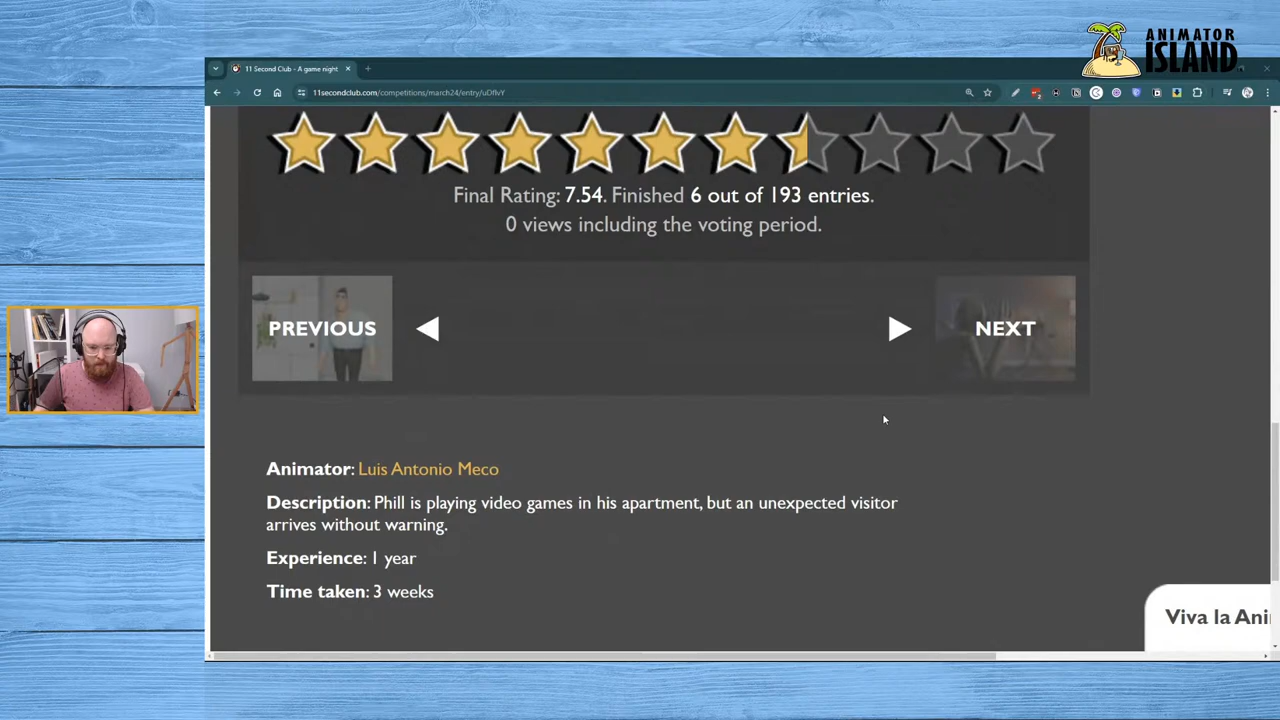 ANIMATOR
ISLAND
11 Second Club - A game night
11secondclub.com/competitions/march24/entry/uDflvY
Final Rating: 7.54. Finished 6 out of 193 entries.
0 views including the voting period.
PREVIOUS
NEXT
Animator: Luis Antonio Meco
Description: Phill is playing video games in his apartment, but an unexpected visitor
arrives without warning.
Experience: 1 year
Time taken: 3 weeks
Viva la Ani